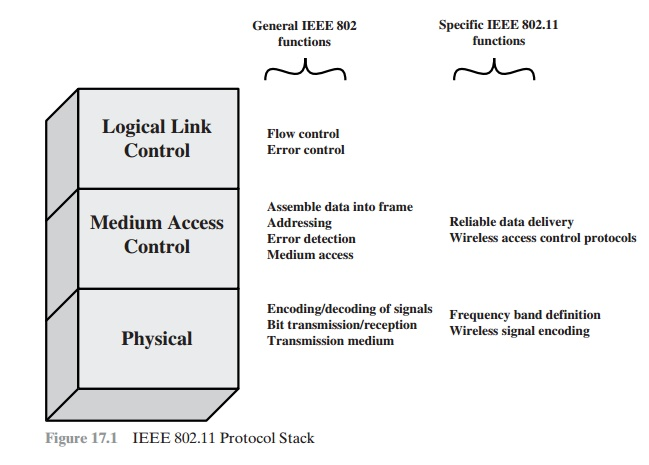 General IEEE 802
functions
Specific IEEE 802.11
functions
Logical Link
Control
Flow control
Error control
Medium Access
Control
Assemble data into frame
Addressing
Error detection
Medium access
Reliable data delivery
Wireless access control protocols
Physical
Encoding/decoding of signals
Bit transmission/reception
Transmission medium
Frequency band definition
Wireless signal encoding
Figure 17.1 IEEE 802.11 Protocol Stack